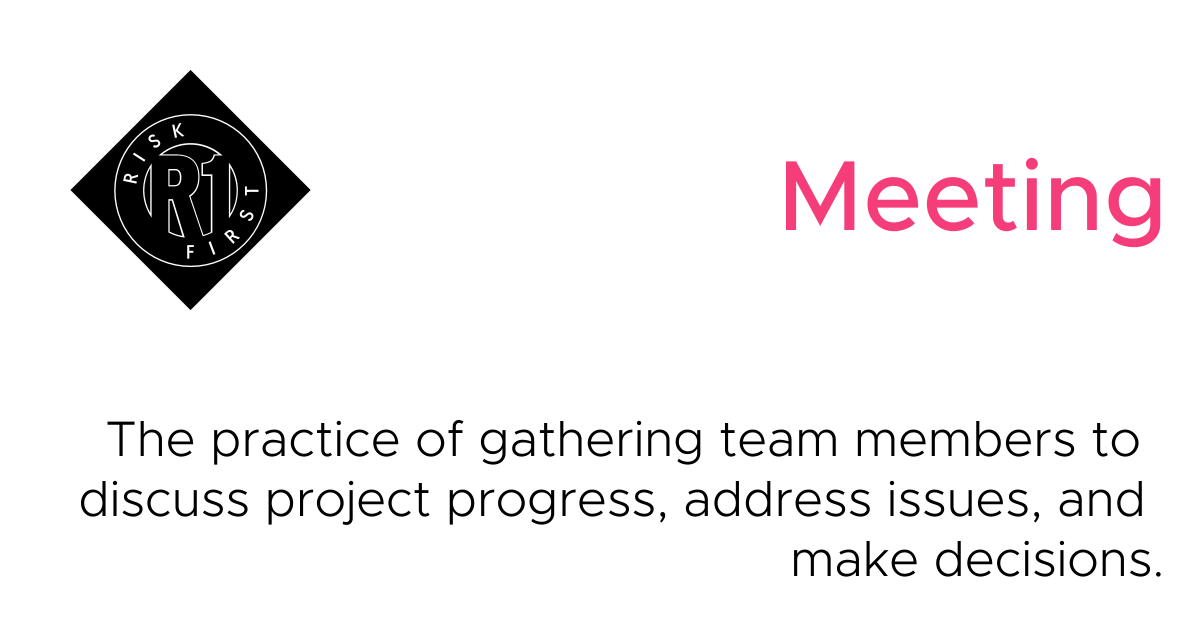 RISK
R1
FIRST
Meeting
The practice of gathering team members to
discuss project progress, address issues, and
make decisions.